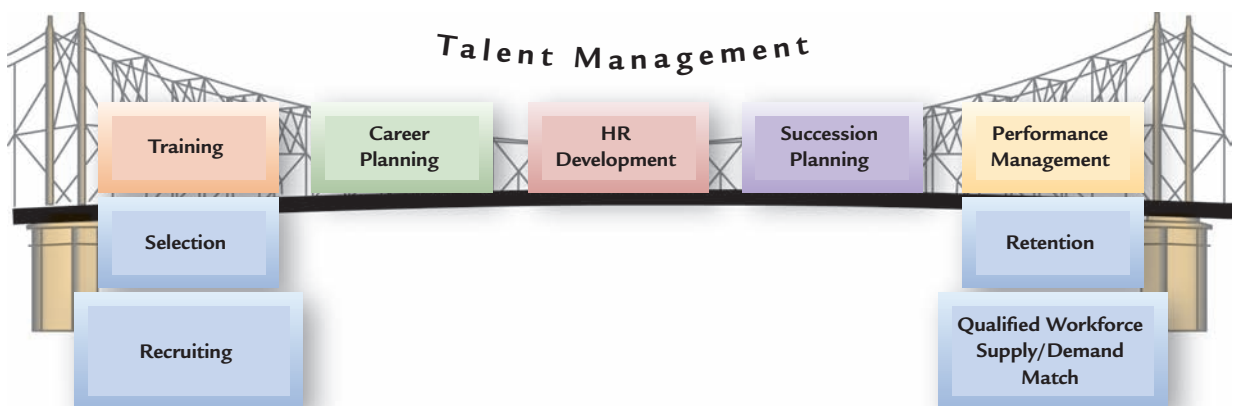 Talent Management
Training
Career
Planning
HR
Development
Succession
Planning
Performance
Management
Selection
Retention
Recruiting
Qualified Workforce
Supply/Demand
Match